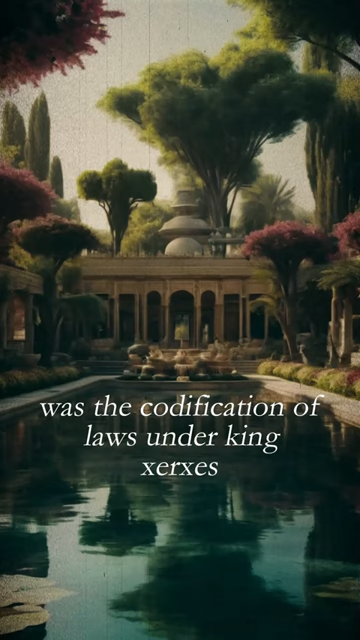 was the codification of
laws under king
xerxes